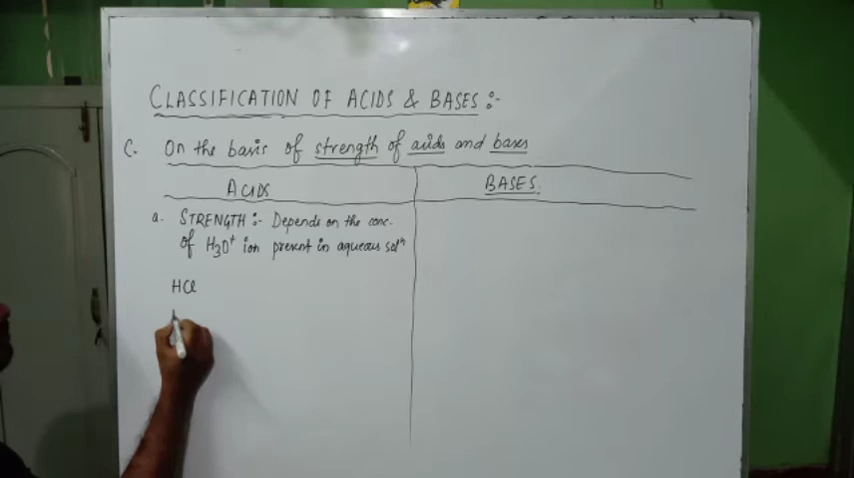 CLASSIFICATION OF ACIDS & BASES :-
C. On the basis of strength of acids and bases
ACIDS
BASES.
a. STRENGTH :- Depends on the conc.
of H₃O⁺ ion present in aqueous solⁿ
HCl